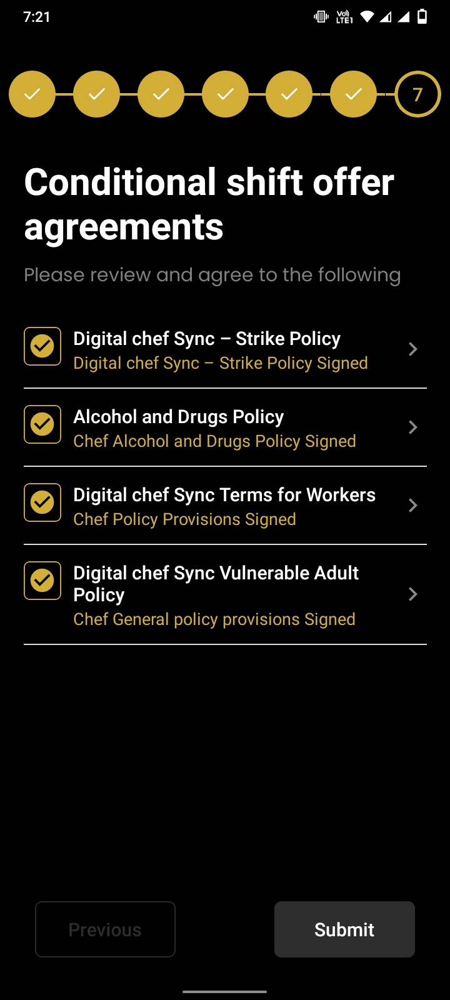 7:21
Vo)) LTE1
7
Conditional shift offer
agreements
Please review and agree to the following
Digital chef Sync – Strike Policy
Digital chef Sync – Strike Policy Signed
Alcohol and Drugs Policy
Chef Alcohol and Drugs Policy Signed
Digital chef Sync Terms for Workers
Chef Policy Provisions Signed
Digital chef Sync Vulnerable Adult
Policy
Chef General policy provisions Signed
Previous
Submit